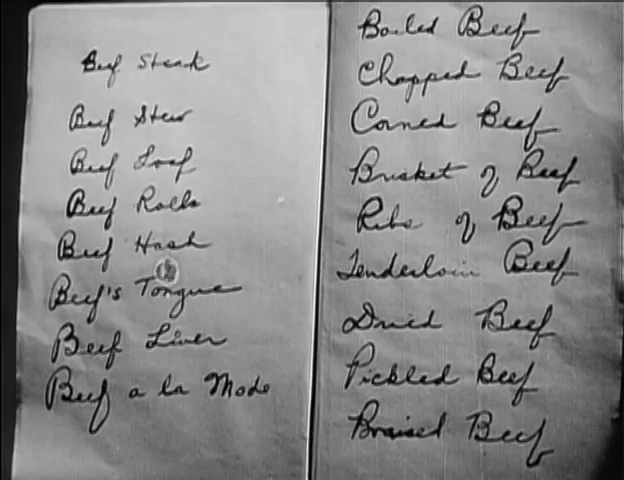 Beef Steak
Beef Stew
Beef Loaf
Beef Rolls
Beef Hash
Beef's Tongue
Beef Liver
Beef a la Mode
Boiled Beef
Chopped Beef
Corned Beef
Brisket of Beef
Ribs of Beef
Tenderloin Beef
Dried Beef
Pickled Beef
Braised Beef